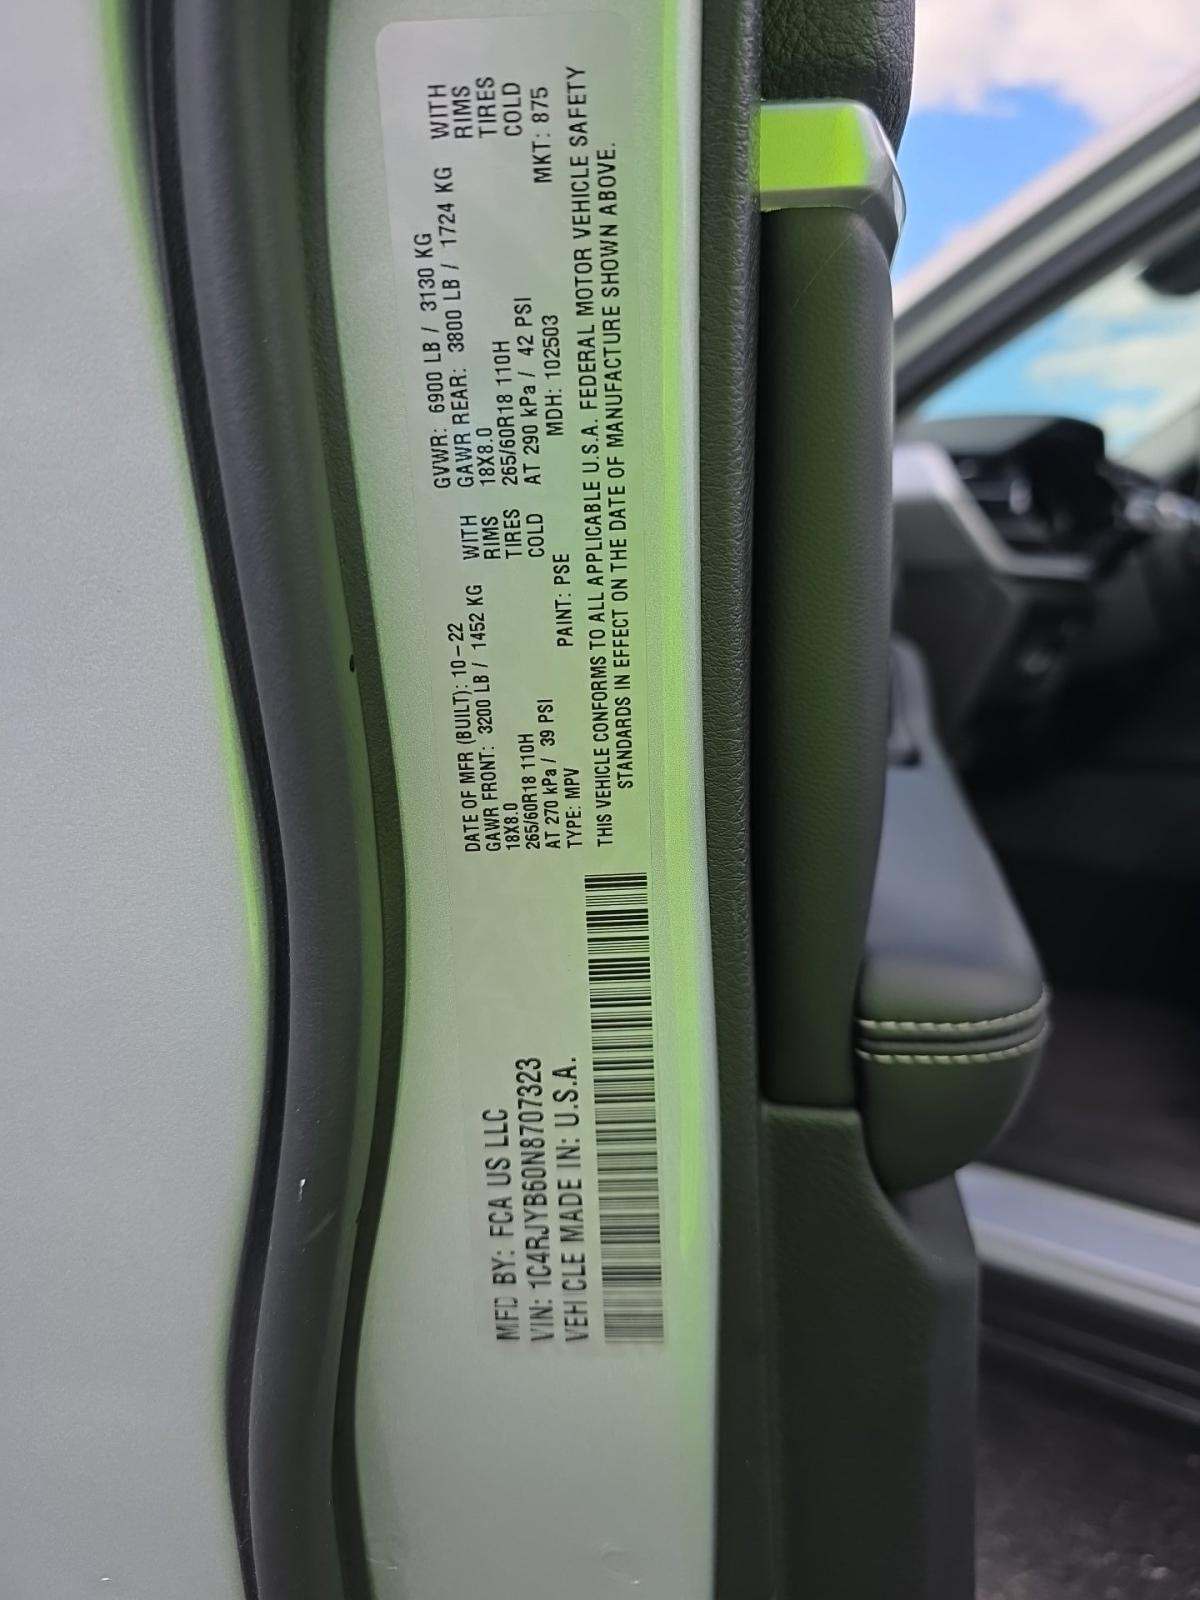 MFD BY: FCA US LLC
VIN: 1C4RJYB60N8707323
VEHICLE MADE IN: U.S.A.
DATE OF MFR (BUILT): 10-22
GAWR FRONT: 3200 LB / 1452 KG WITH
18X8.0 RIMS
265/60R18 110H TIRES
AT 270 kPa / 39 PSI COLD
TYPE: MPV PAINT: PSE
GVWR: 6900 LB / 3130 KG
GAWR REAR: 3800 LB / 1724 KG WITH
18X8.0 RIMS
265/60R18 110H TIRES
AT 290 kPa / 42 PSI COLD
MDH: 102503 MKT: 875
THIS VEHICLE CONFORMS TO ALL APPLICABLE U.S.A. FEDERAL MOTOR VEHICLE SAFETY
STANDARDS IN EFFECT ON THE DATE OF MANUFACTURE SHOWN ABOVE.